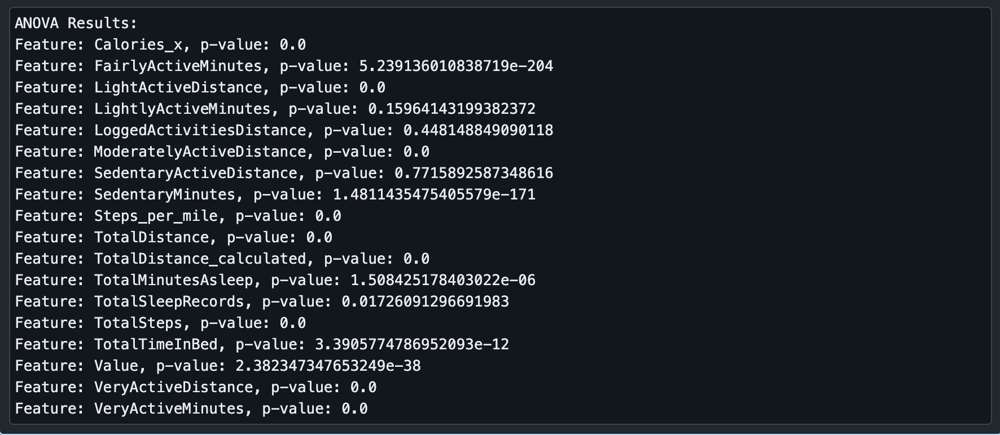 ANOVA Results:
Feature: Calories_x, p-value: 0.0
Feature: FairlyActiveMinutes, p-value: 5.239136010838719e-204
Feature: LightActiveDistance, p-value: 0.0
Feature: LightlyActiveMinutes, p-value: 0.15964143199382372
Feature: LoggedActivitiesDistance, p-value: 0.448148849090118
Feature: ModeratelyActiveDistance, p-value: 0.0
Feature: SedentaryActiveDistance, p-value: 0.7715892587348616
Feature: SedentaryMinutes, p-value: 1.4811435475405579e-171
Feature: Steps_per_mile, p-value: 0.0
Feature: TotalDistance, p-value: 0.0
Feature: TotalDistance_calculated, p-value: 0.0
Feature: TotalMinutesAsleep, p-value: 1.508425178403022e-06
Feature: TotalSleepRecords, p-value: 0.01726091296691983
Feature: TotalSteps, p-value: 0.0
Feature: TotalTimeInBed, p-value: 3.3905774786952093e-12
Feature: Value, p-value: 2.382347347653249e-38
Feature: VeryActiveDistance, p-value: 0.0
Feature: VeryActiveMinutes, p-value: 0.0